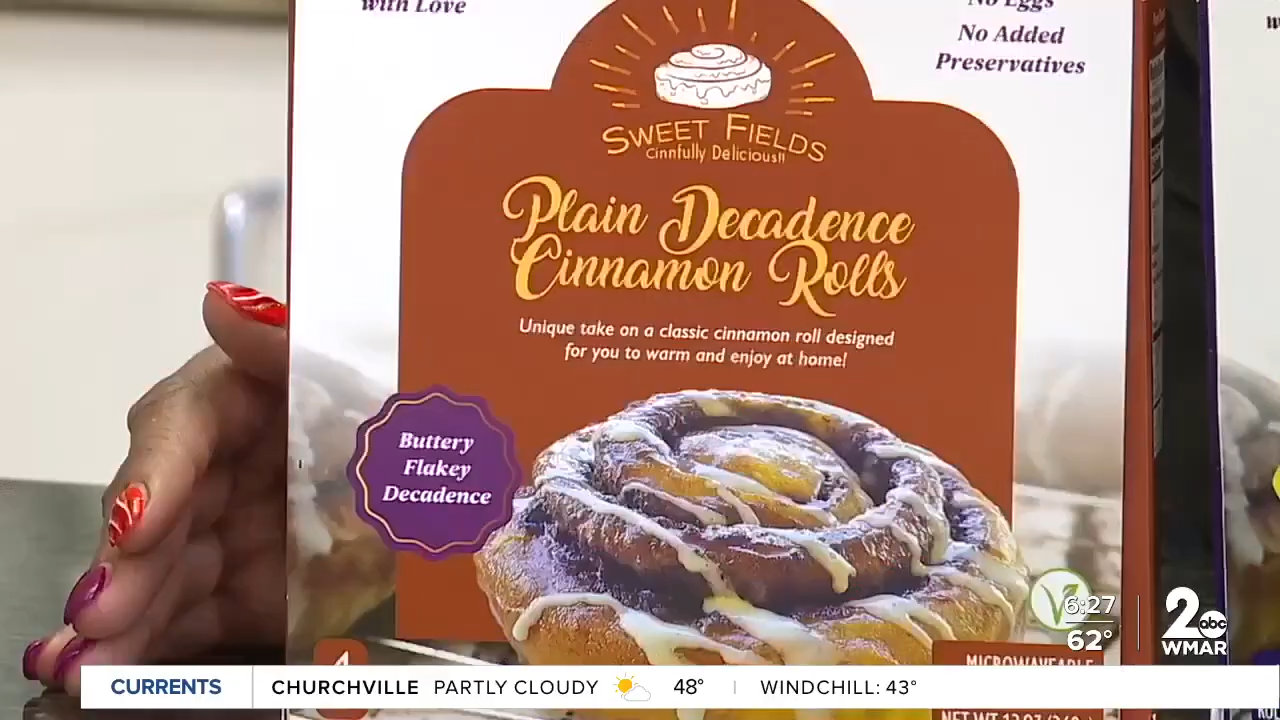 with Love
No Eggs
No Added
Preservatives
SWEET FIELDS
Cinnfully Delicious!!
Plain Decadence
Cinnamon Rolls
Unique take on a classic cinnamon roll designed
for you to warm and enjoy at home!
Buttery
Flakey
Decadence
V
6:27
62°
2 abc
WMAR
4
MICROWAVEABLE
CURRENTS
CHURCHVILLE PARTLY CLOUDY 48° WINDCHILL: 43°